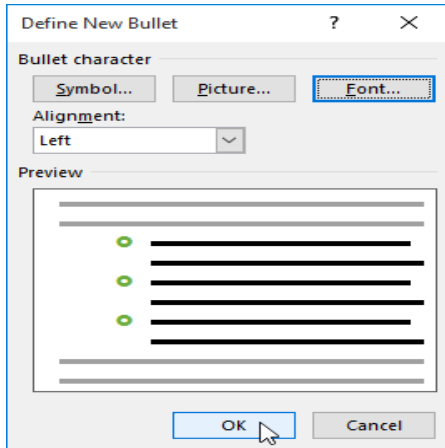 Define New Bullet ?
Bullet character
Symbol... Picture... Font...
Alignment:
Left
Preview
OK Cancel